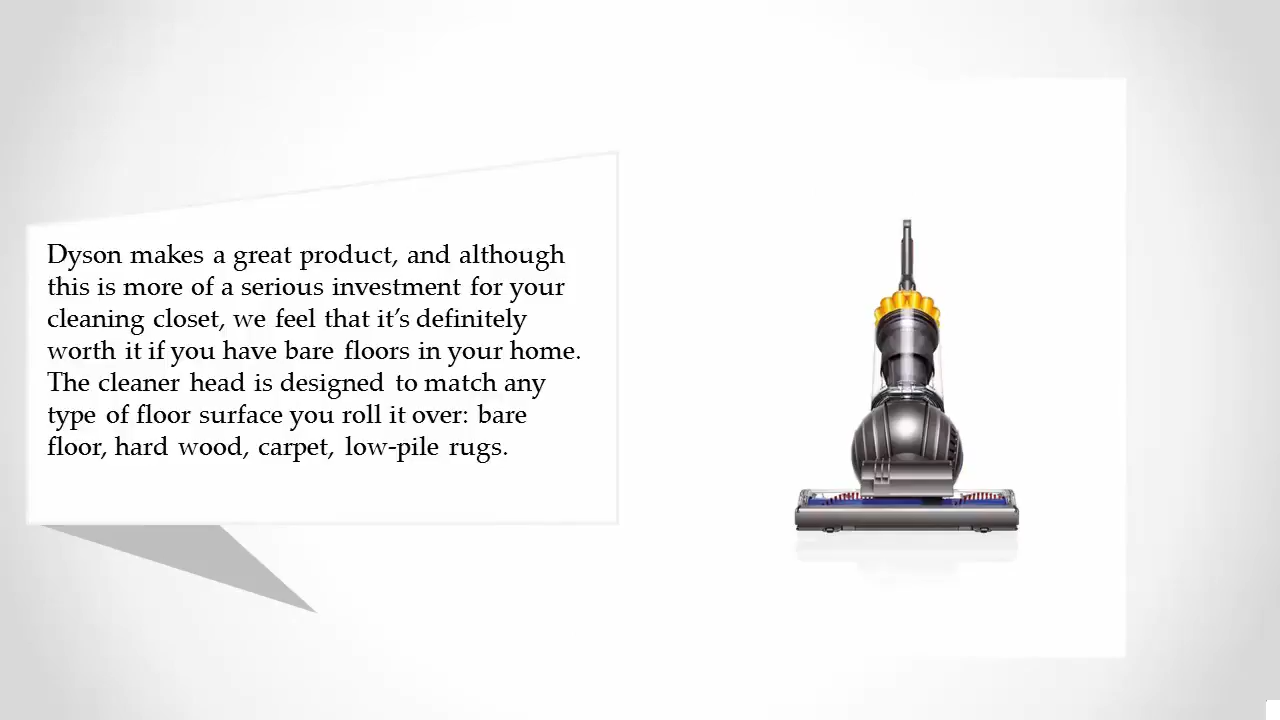 Dyson makes a great product, and although
this is more of a serious investment for your
cleaning closet, we feel that it’s definitely
worth it if you have bare floors in your home.
The cleaner head is designed to match any
type of floor surface you roll it over: bare
floor, hard wood, carpet, low-pile rugs.